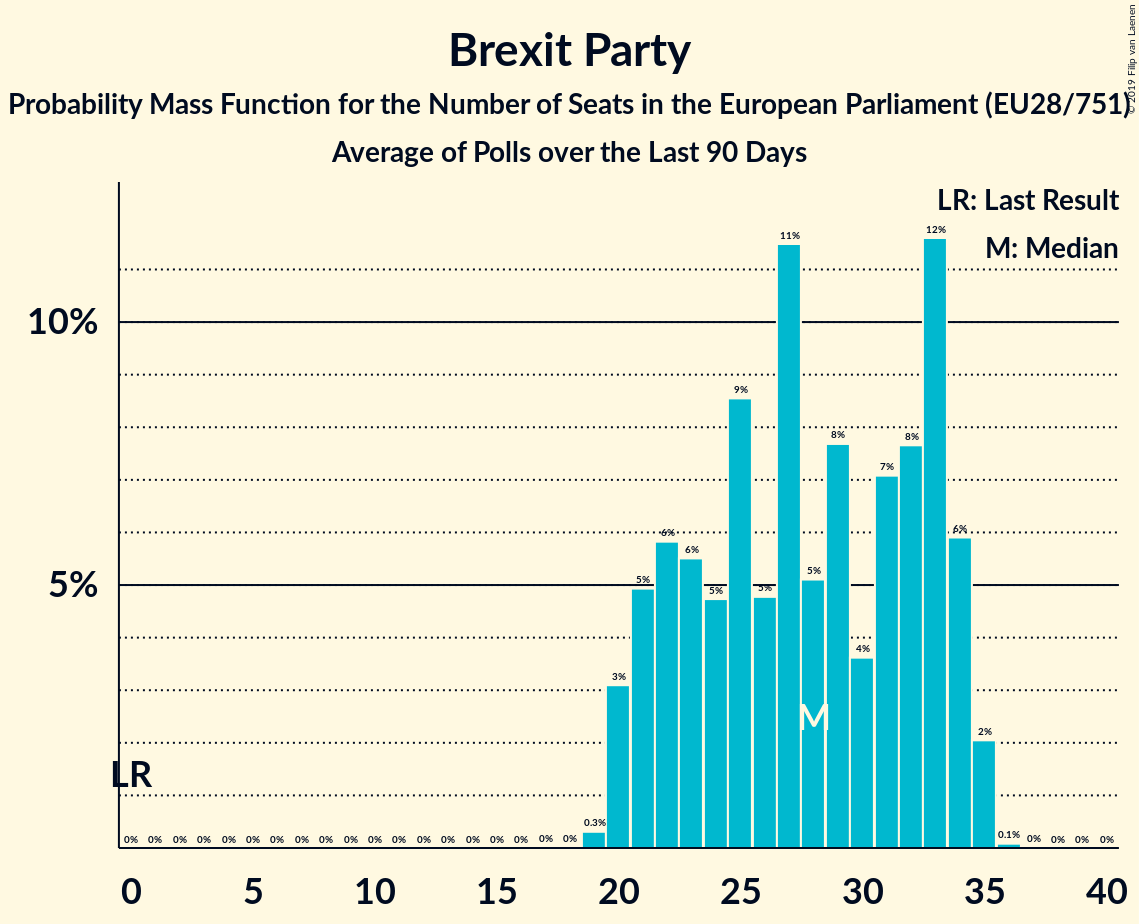 Brexit Party
Probability Mass Function for the Number of Seats in the European Parliament (EU28/751)
Average of Polls over the Last 90 Days
© 2019 Filip van Laenen
LR: Last Result
M: Median
10%
5%
0% 0% 0% 0% 0% 0% 0% 0% 0% 0% 0% 0% 0% 0% 0% 0% 0% 0% 0% 0.3% 3% 5% 6% 6% 5% 9% 5% 11% 5% 8% 4% 7% 8% 12% 6% 2% 0.1% 0% 0% 0% 0%
M
LR
0 5 10 15 20 25 30 35 40